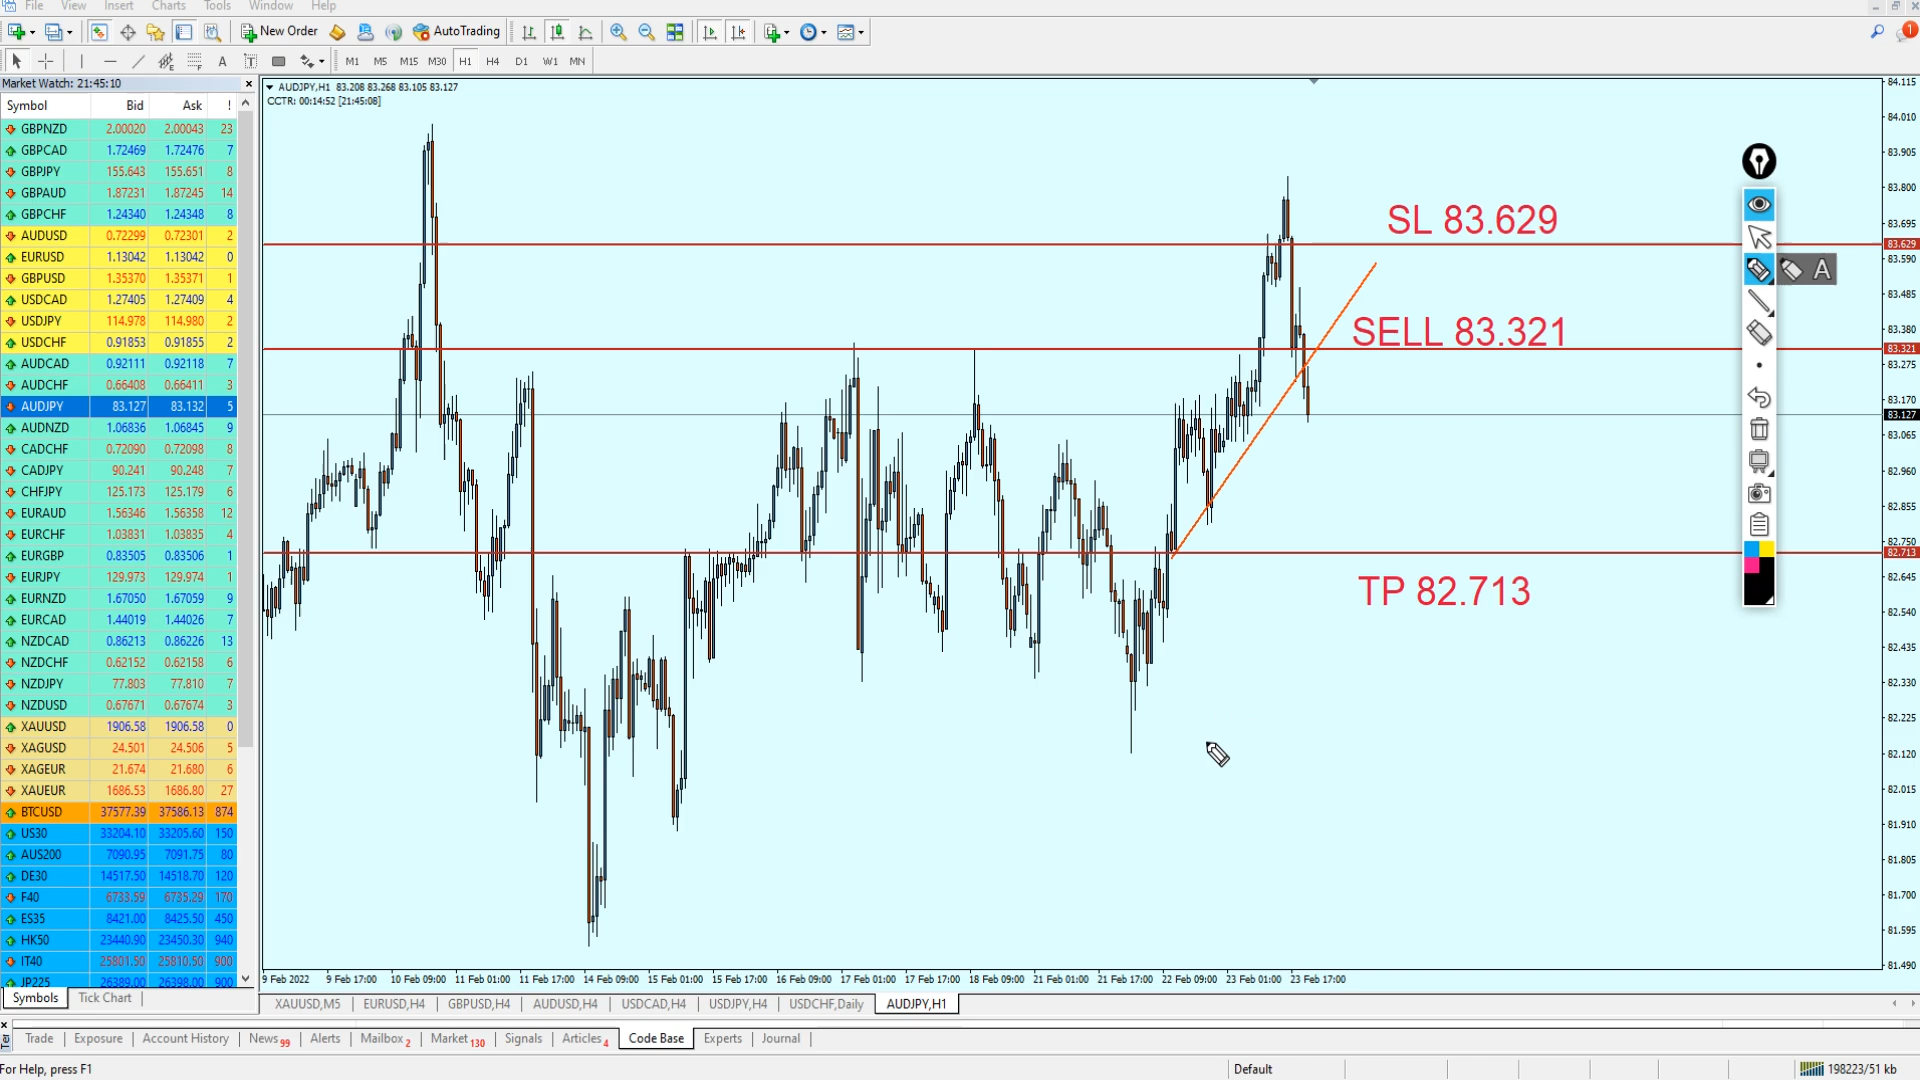 File View Insert Charts Tools Window Help
New Order AutoTrading
A T M1 M5 M15 M30 H1 H4 D1 W1 MN
Market Watch: 21:45:10
Symbol Bid Ask !
GBPNZD 2.00020 2.00043 23
GBPCAD 1.72469 1.72476 7
GBPJPY 155.643 155.651 8
GBPAUD 1.87231 1.87245 14
GBPCHF 1.24340 1.24348 8
AUDUSD 0.72299 0.72301 2
EURUSD 1.13042 1.13042 0
GBPUSD 1.35370 1.35371 1
USDCAD 1.27405 1.27409 4
USDJPY 114.978 114.980 2
USDCHF 0.91853 0.91855 2
AUDCAD 0.92111 0.92118 7
AUDCHF 0.66408 0.66411 3
AUDJPY 83.127 83.132 5
AUDNZD 1.06836 1.06845 9
CADCHF 0.72090 0.72098 8
CADJPY 90.241 90.248 7
CHFJPY 125.173 125.179 6
EURAUD 1.56346 1.56358 12
EURCHF 1.03831 1.03835 4
EURGBP 0.83505 0.83506 1
EURJPY 129.973 129.974 1
EURNZD 1.67050 1.67059 9
EURCAD 1.44019 1.44026 7
NZDCAD 0.86213 0.86226 13
NZDCHF 0.62152 0.62158 6
NZDJPY 77.803 77.810 7
NZDUSD 0.67671 0.67674 3
XAUUSD 1906.58 1906.58 0
XAGUSD 24.501 24.506 5
XAGEUR 21.674 21.680 6
XAUEUR 1686.53 1686.80 27
BTCUSD 37577.39 37586.13 874
US30 33204.10 33205.60 150
AUS200 7090.95 7091.75 80
DE30 14517.50 14518.70 120
F40 6733.59 6735.29 170
ES35 8421.00 8425.50 450
HK50 23440.90 23450.30 940
IT40 25801.50 25810.50 900
JP225 26389.00 26398.00 900
Symbols Tick Chart
AUDJPY,H1 83.208 83.268 83.105 83.127
CCTR: 00:14:52 [21:45:08]
SL 83.629
SELL 83.321
TP 82.713
A
1
84.115
84.010
83.905
83.800
83.695
83.629
83.590
83.485
83.380
83.321
83.275
83.170
83.127
83.065
82.960
82.855
82.750
82.713
82.645
82.540
82.435
82.330
82.225
82.120
82.015
81.910
81.805
81.700
81.595
81.490
9 Feb 2022 9 Feb 17:00 10 Feb 09:00 11 Feb 01:00 11 Feb 17:00 14 Feb 09:00 15 Feb 01:00 15 Feb 17:00 16 Feb 09:00 17 Feb 01:00 17 Feb 17:00 18 Feb 09:00 21 Feb 01:00 21 Feb 17:00 22 Feb 09:00 23 Feb 01:00 23 Feb 17:00
XAUUSD,M5 EURUSD,H4 GBPUSD,H4 AUDUSD,H4 USDCAD,H4 USDJPY,H4 USDCHF,Daily AUDJPY,H1
Trade Exposure Account History News 99 Alerts Mailbox 2 Market 130 Signals Articles 4 Code Base Experts Journal
For Help, press F1 Default 198223/51 kb